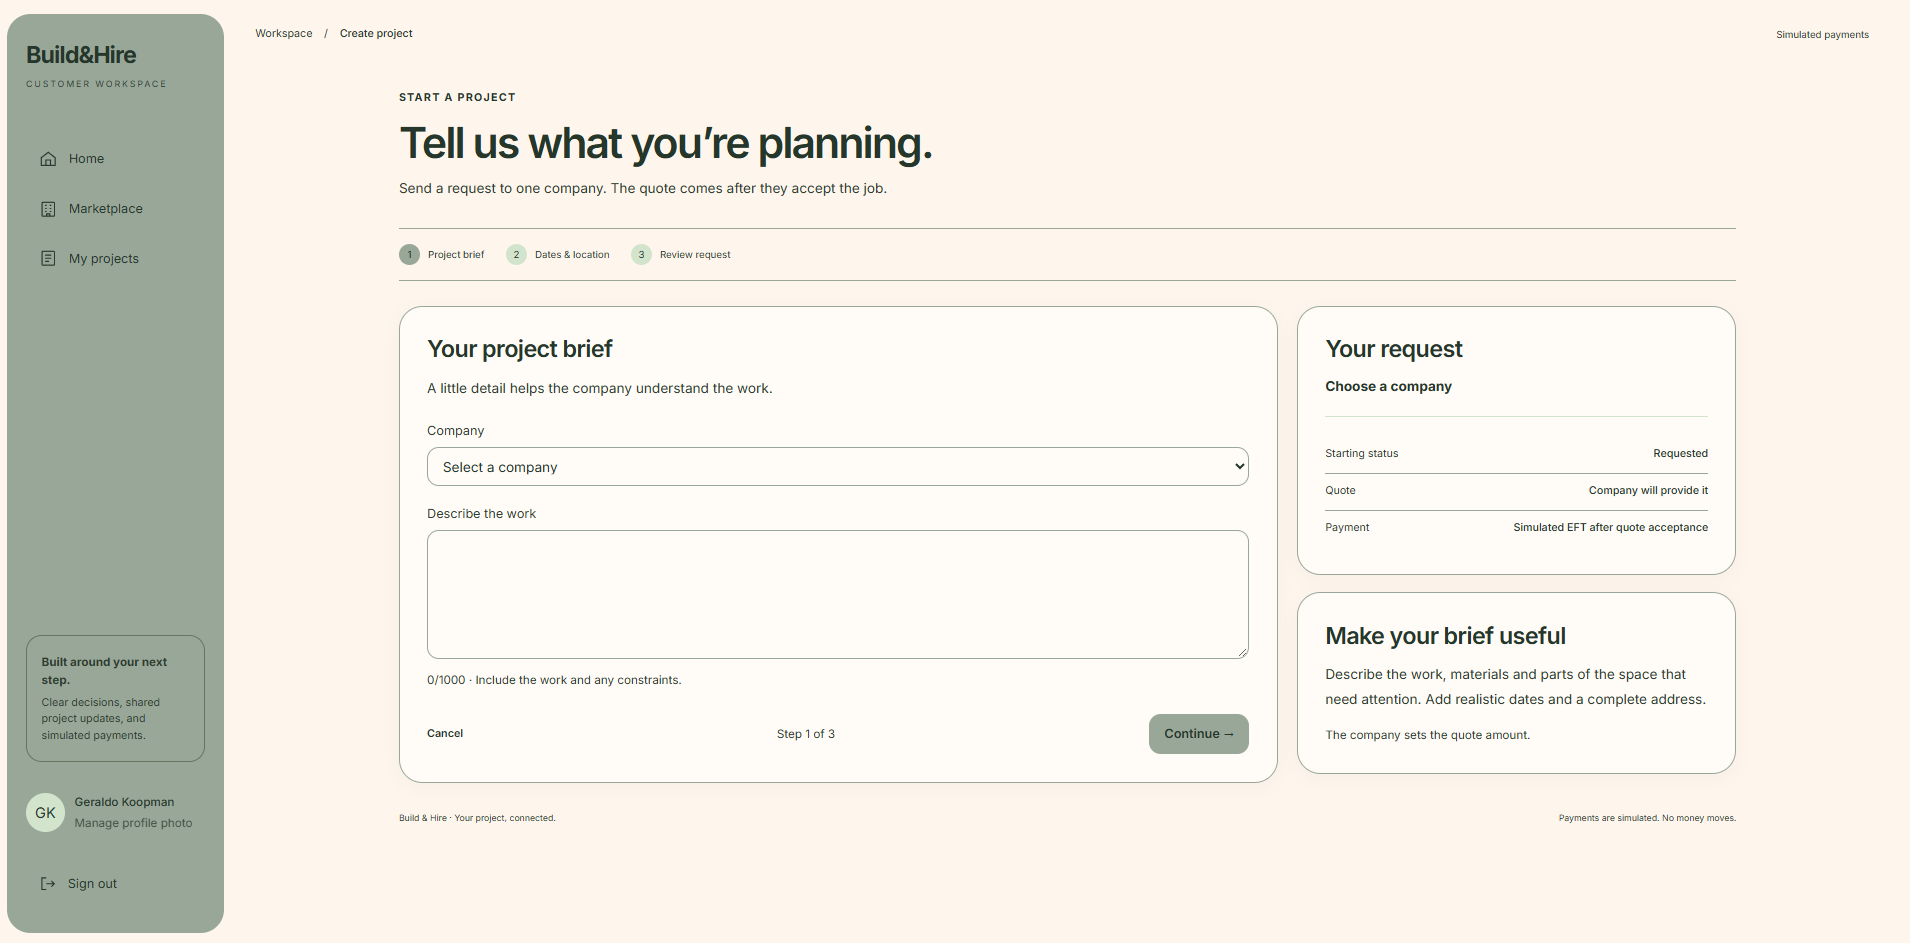 Build&Hire
CUSTOMER WORKSPACE
Home
Marketplace
My projects
Built around your next
step.
Clear decisions, shared
project updates, and
simulated payments.
GK
Geraldo Koopman
Manage profile photo
Sign out
Workspace / Create project
Simulated payments
START A PROJECT
Tell us what you’re planning.
Send a request to one company. The quote comes after they accept the job.
1 Project brief 2 Dates & location 3 Review request
Your project brief
A little detail helps the company understand the work.
Company
Select a company
Describe the work
0/1000 · Include the work and any constraints.
Cancel Step 1 of 3 Continue →
Your request
Choose a company
Starting status Requested
Quote Company will provide it
Payment Simulated EFT after quote acceptance
Make your brief useful
Describe the work, materials and parts of the space that
need attention. Add realistic dates and a complete address.
The company sets the quote amount.
Build & Hire · Your project, connected.
Payments are simulated. No money moves.